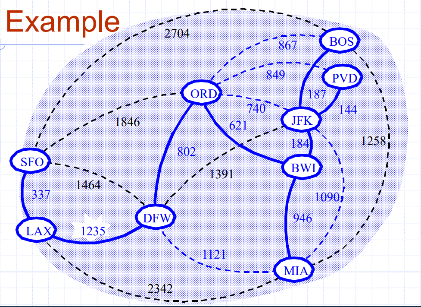 Example
2704
BOS
867
849
PVD
ORD
187
144
740
1846
JFK
621
1258
184
802
1391
SFO
BWI
1464
337
1090
DFW
946
LAX
1235
1121
MIA
2342